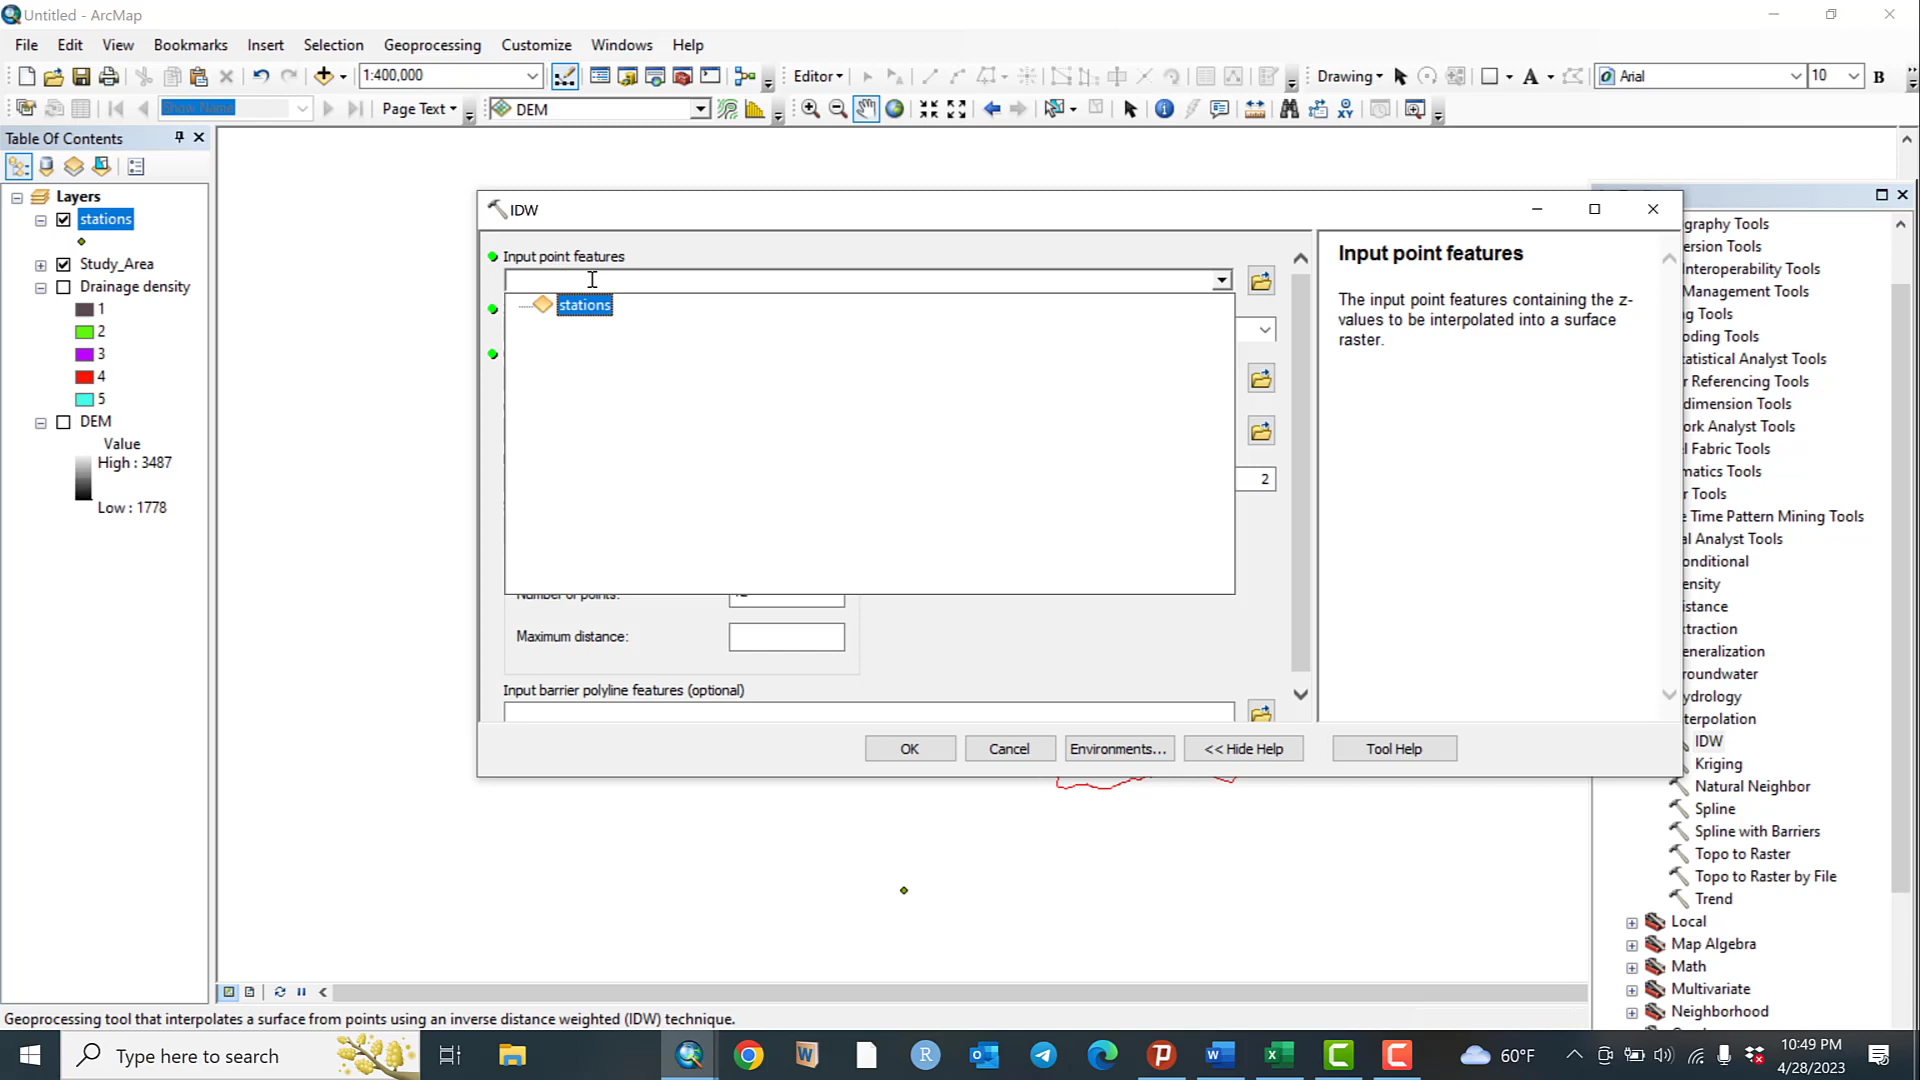 Untitled - ArcMap
File Edit View Bookmarks Insert Selection Geoprocessing Customize Windows Help
1:400,000 Editor Drawing Arial 10 B
Show Name Page Text DEM
Table Of Contents
Layers
stations
Study_Area
Drainage density
1
2
3
4
5
DEM
Value
High : 3487
Low : 1778
IDW
Input point features
stations
2
Maximum distance:
Input barrier polyline features (optional)
OK Cancel Environments... << Hide Help Tool Help
Input point features
The input point features containing the z-
values to be interpolated into a surface
raster.
ography Tools
ersion Tools
Interoperability Tools
Management Tools
ng Tools
oding Tools
tatistical Analyst Tools
r Referencing Tools
dimension Tools
ork Analyst Tools
el Fabric Tools
matics Tools
r Tools
e Time Pattern Mining Tools
al Analyst Tools
onditional
ensity
istance
xtraction
eneralization
roundwater
ydrology
terpolation
IDW
Kriging
Natural Neighbor
Spline
Spline with Barriers
Topo to Raster
Topo to Raster by File
Trend
Local
Map Algebra
Math
Multivariate
Neighborhood
Geoprocessing tool that interpolates a surface from points using an inverse distance weighted (IDW) technique.
Type here to search
60°F
10:49 PM
4/28/2023